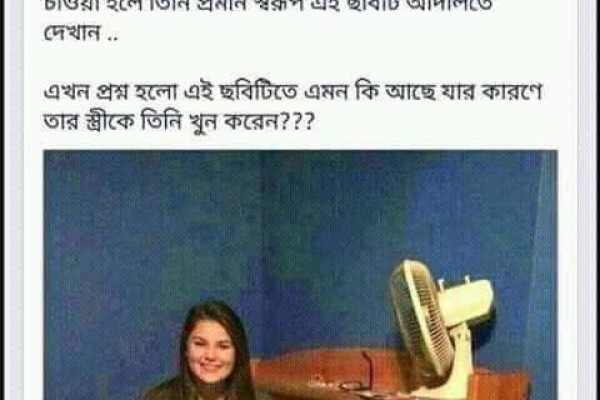 চাওয়া হলে তিনি প্রমান স্বরূপ এই ছবিটি আদালতে
দেখান ..
এখন প্রশ্ন হলো এই ছবিটিতে এমন কি আছে যার কারণে
তার স্ত্রীকে তিনি খুন করেন???